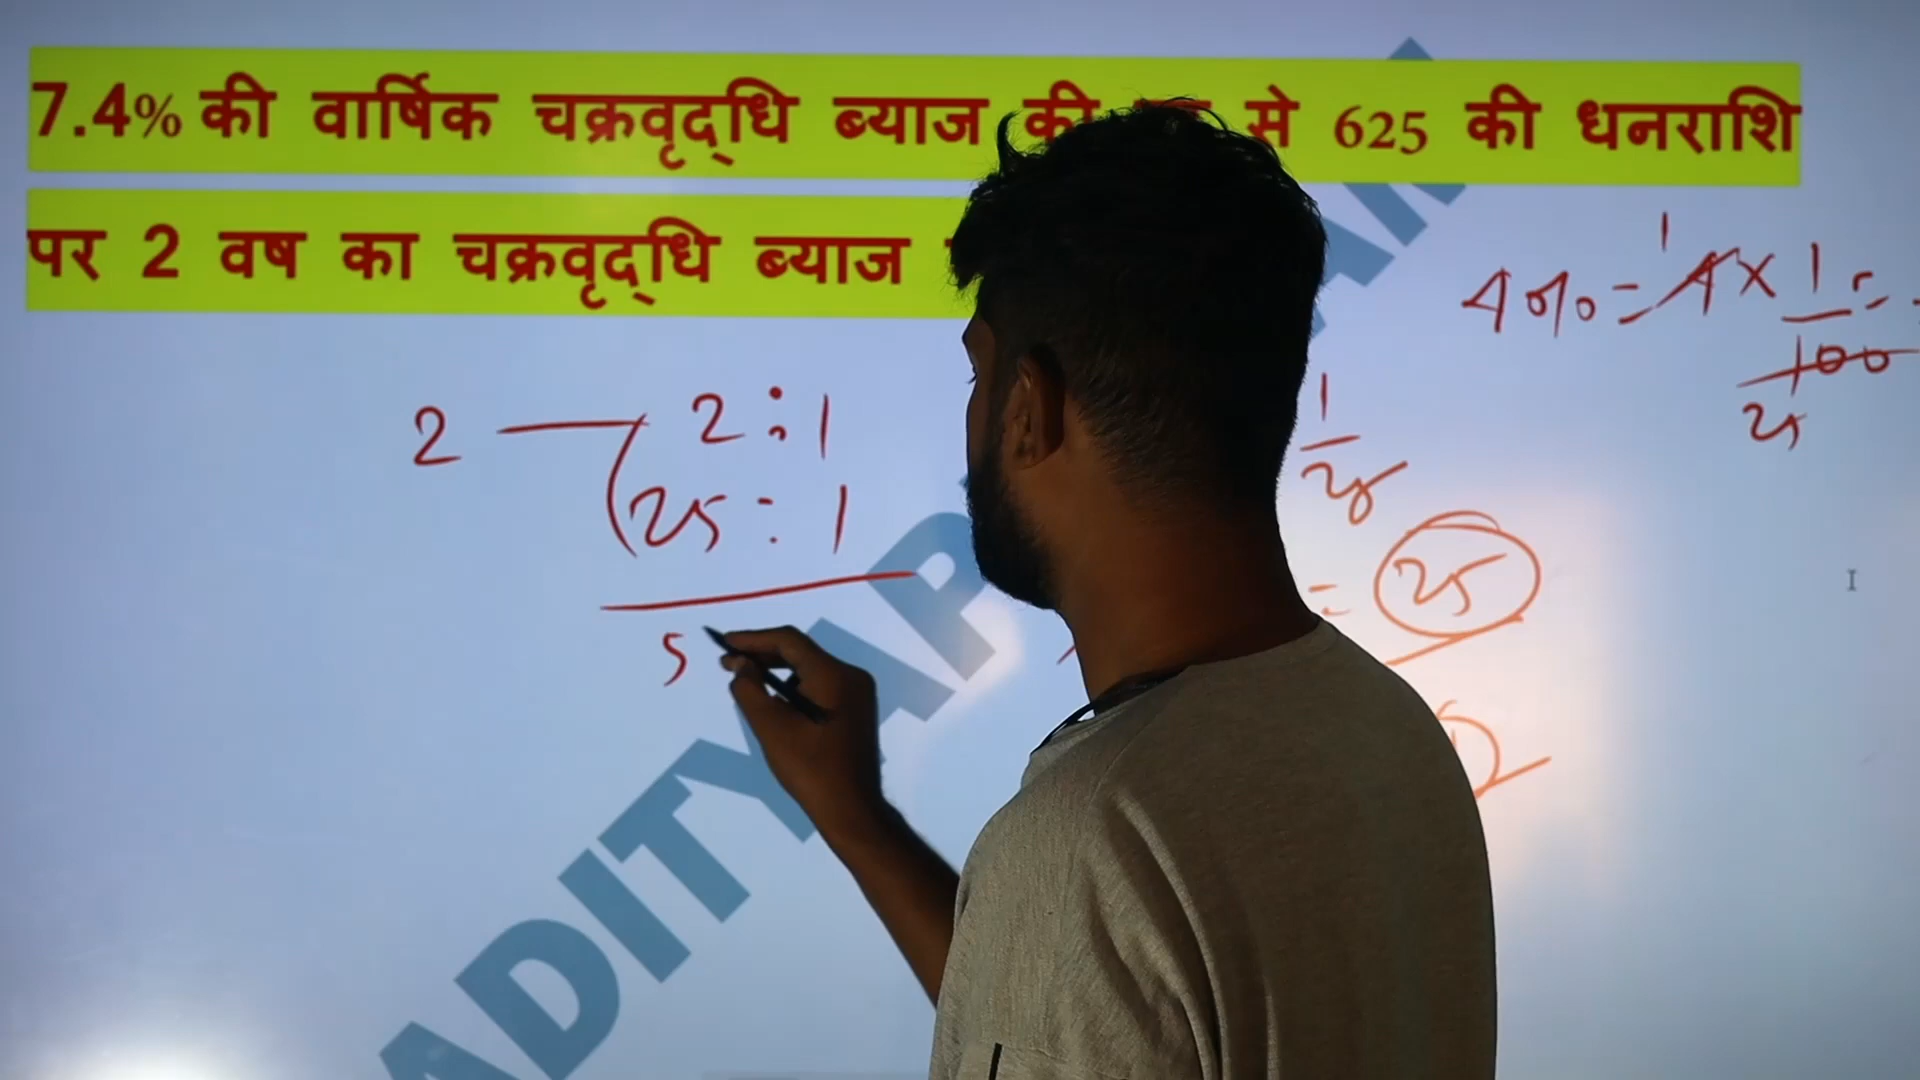 7.4% की वार्षिक चक्रवृद्धि ब्याज की से 625 की धनराशि
पर 2 वष का चक्रवृद्धि ब्याज
4% = 4 × 1/100 =
1
25
2 — 2 : 1
25 : 1
5
1/25
= 25
ADITYA